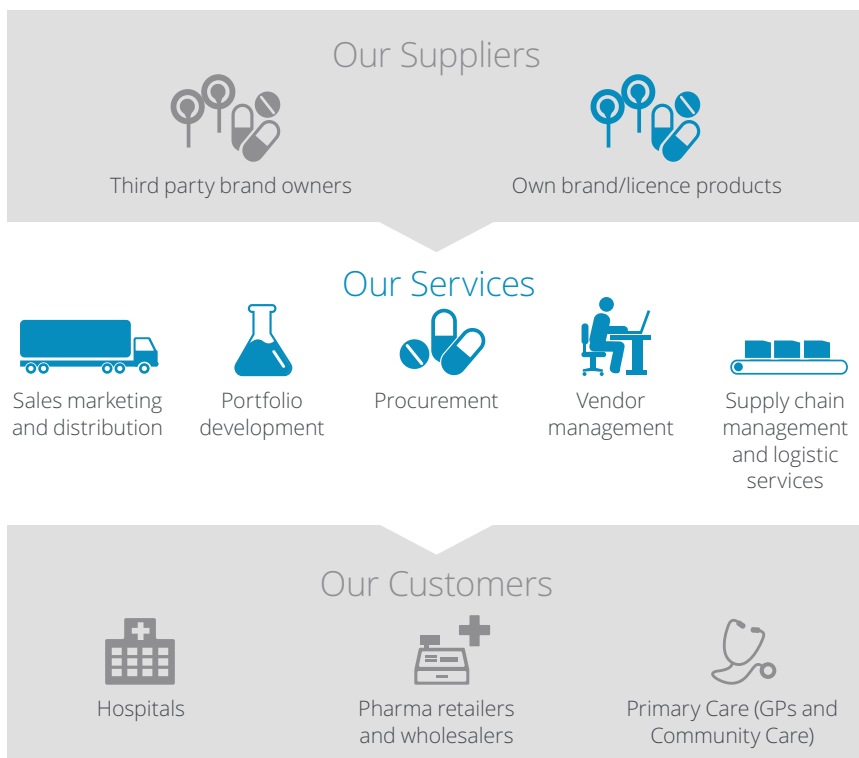 Our Suppliers
Third party brand owners
Own brand/licence products
Our Services
Sales marketing
and distribution
Portfolio
development
Procurement
Vendor
management
Supply chain
management
and logistic
services
Our Customers
Hospitals
Pharma retailers
and wholesalers
Primary Care (GPs and
Community Care)